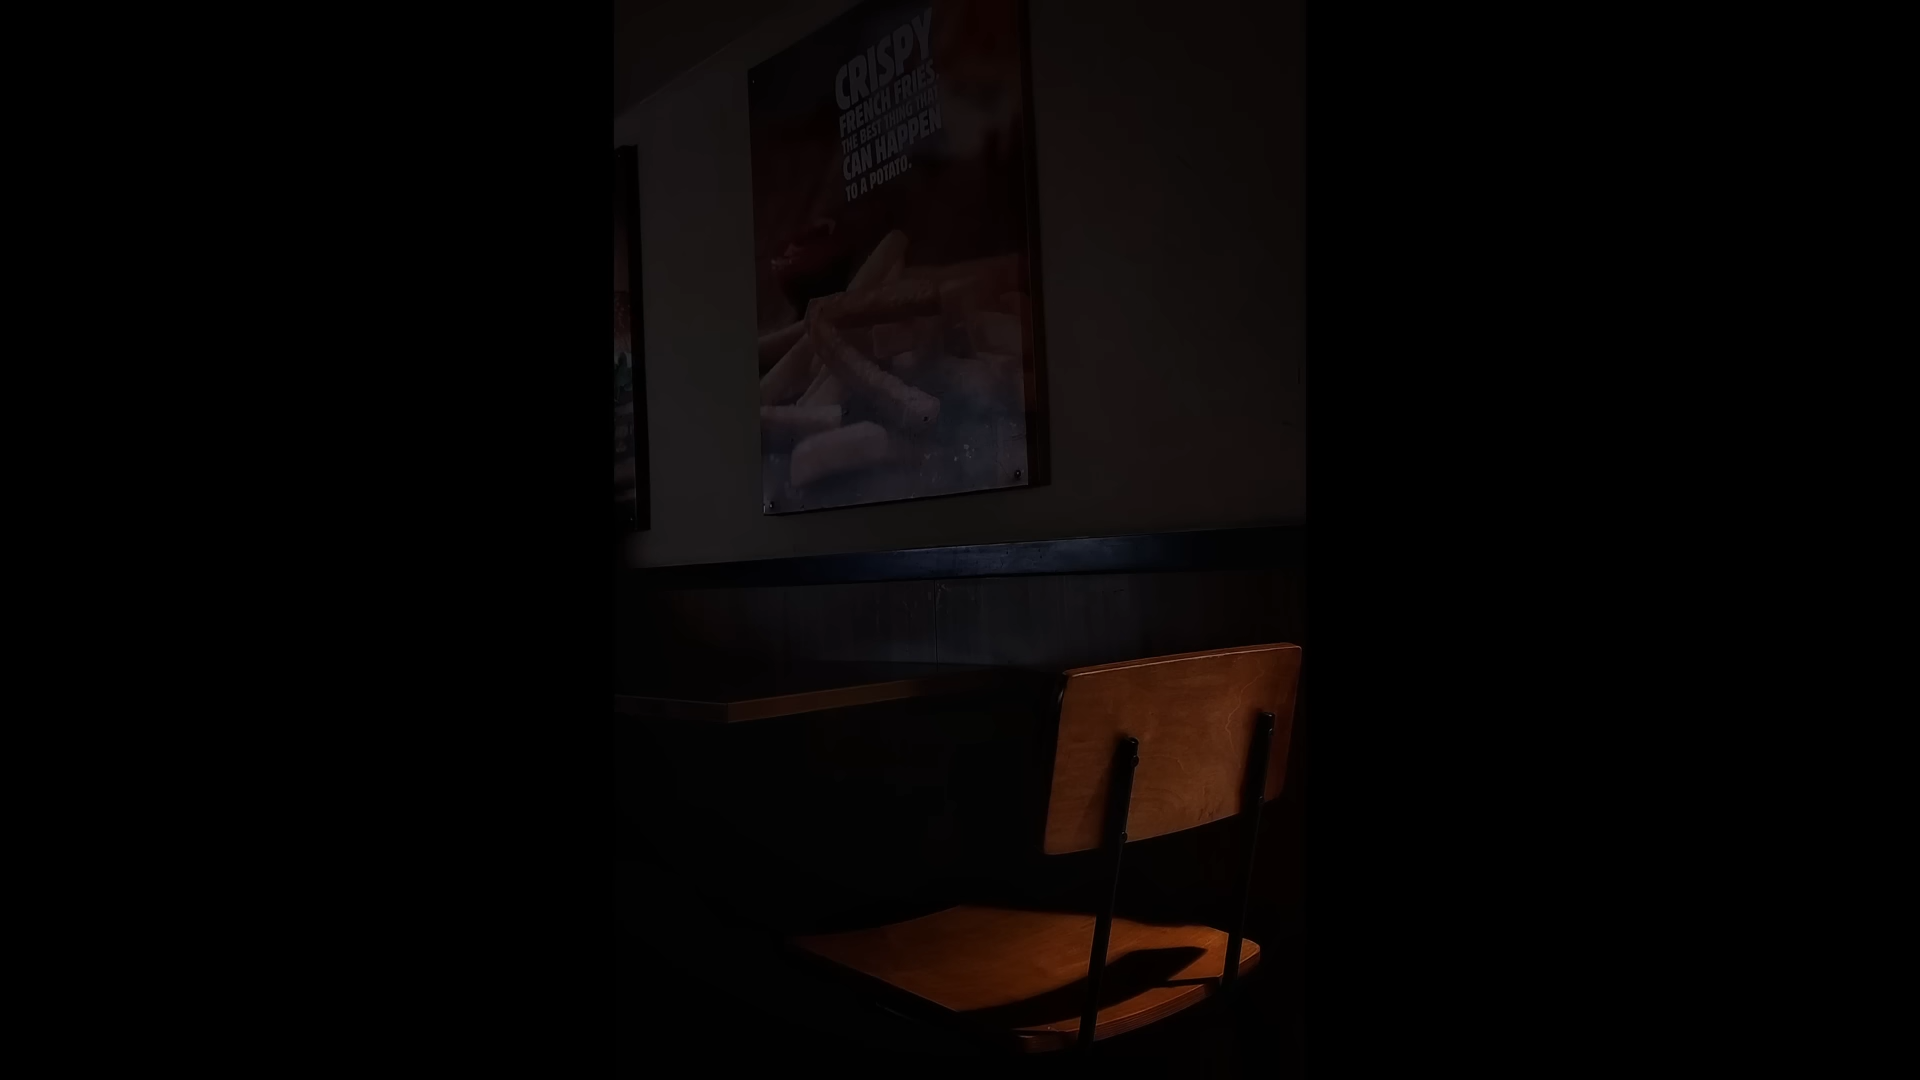 CRISPY
FRENCH FRIES.
THE BEST THING THAT
CAN HAPPEN
TO A POTATO.